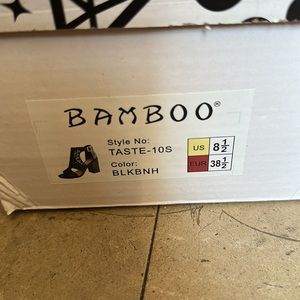 BAMBOO®
Style No:
TASTE-10S
Color:
BLKBNH
US 8 1/2
EUR 38 1/2